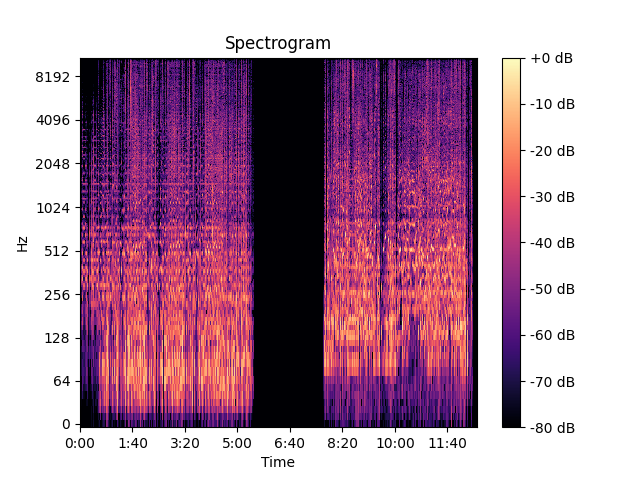 Spectrogram
8192
4096
2048
1024
512
256
128
64
0
Hz
0:00 1:40 3:20 5:00 6:40 8:20 10:00 11:40
Time
+0 dB
-10 dB
-20 dB
-30 dB
-40 dB
-50 dB
-60 dB
-70 dB
-80 dB